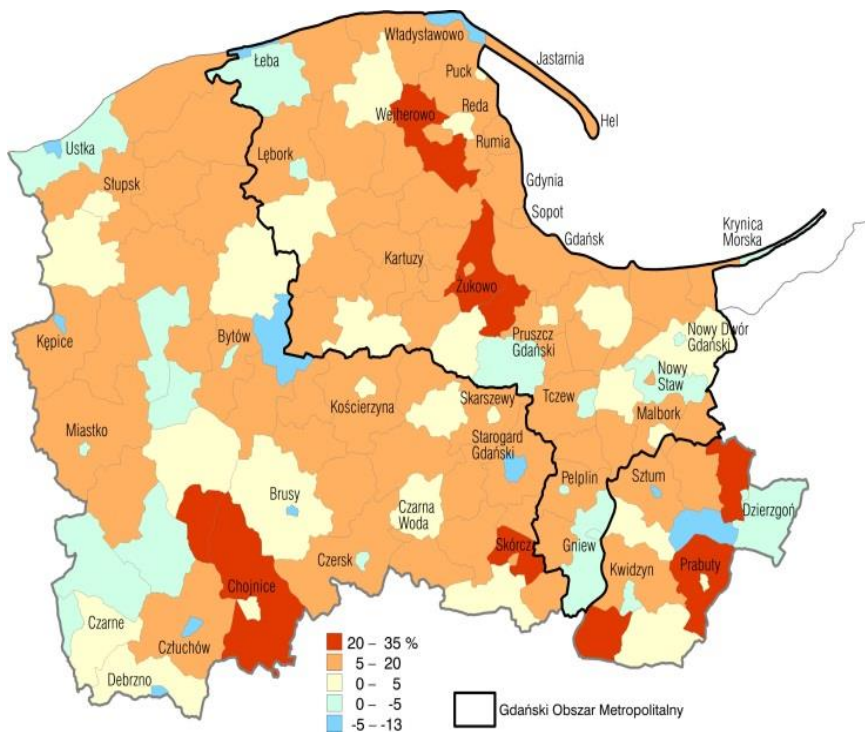 Władysławowo
Jastarnia
Łeba
Puck
Wejherowo
Reda
Hel
Ustka
Rumia
Lębork
Słupsk
Gdynia
Sopot
Gdańsk
Krynica
Morska
Kartuzy
Żukowo
Kępice
Bytów
Pruszcz
Gdański
Nowy Dwór
Gdański
Nowy
Staw
Kościerzyna
Skarszewy
Tczew
Malbork
Miastko
Starogard
Gdański
Brusy
Czarna
Woda
Pelplin
Sztum
Dzierzgoń
Skórcz
Gniew
Czersk
Chojnice
Kwidzyn
Prabuty
Czarne
Człuchów
Debrzno
20 – 35 %
5 – 20
0 – 5
0 – -5
-5 – -13
Gdański Obszar Metropolitalny